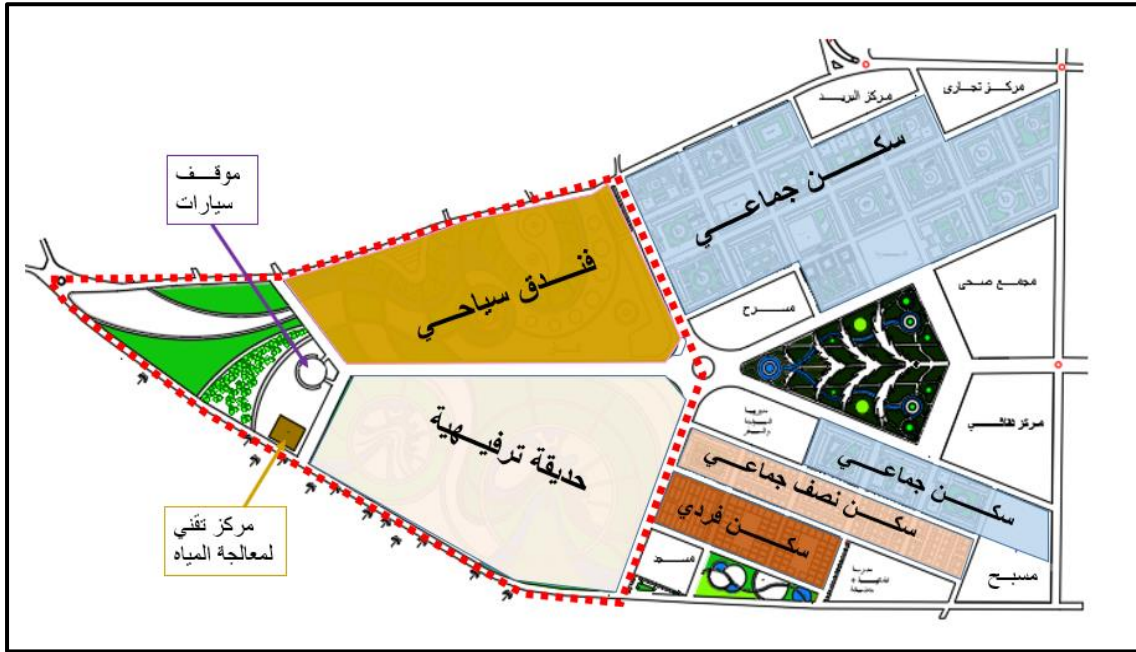 مركز تجاري
مركز البريد
سكن جماعي
موقف
سيارات
فندق سياحي
مجمع صحي
مسرح
مركز ثقافي
حديقة ترفيهية
سكن جماعي
سكن نصف جماعي
سكن فردي
مركز تقني
لمعالجة المياه
مسبح